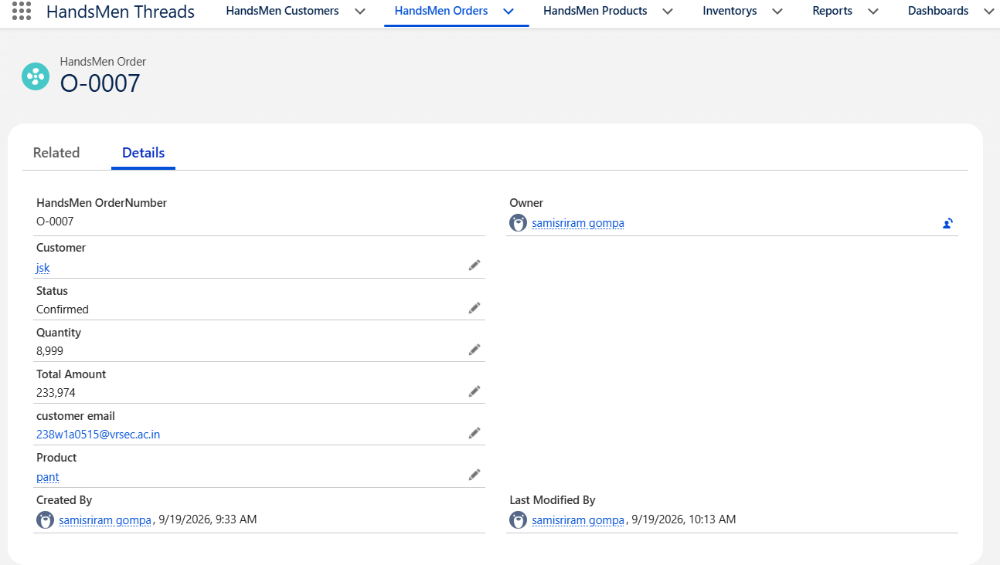 HandsMen Threads HandsMen Customers HandsMen Orders HandsMen Products Inventorys Reports Dashboards
HandsMen Order
O-0007
Related Details
HandsMen OrderNumber
O-0007
Owner
samisriram gompa
Customer
jsk
Status
Confirmed
Quantity
8,999
Total Amount
233,974
customer email
238w1a0515@vrsec.ac.in
Product
pant
Created By
samisriram gompa, 9/19/2026, 9:33 AM
Last Modified By
samisriram gompa, 9/19/2026, 10:13 AM